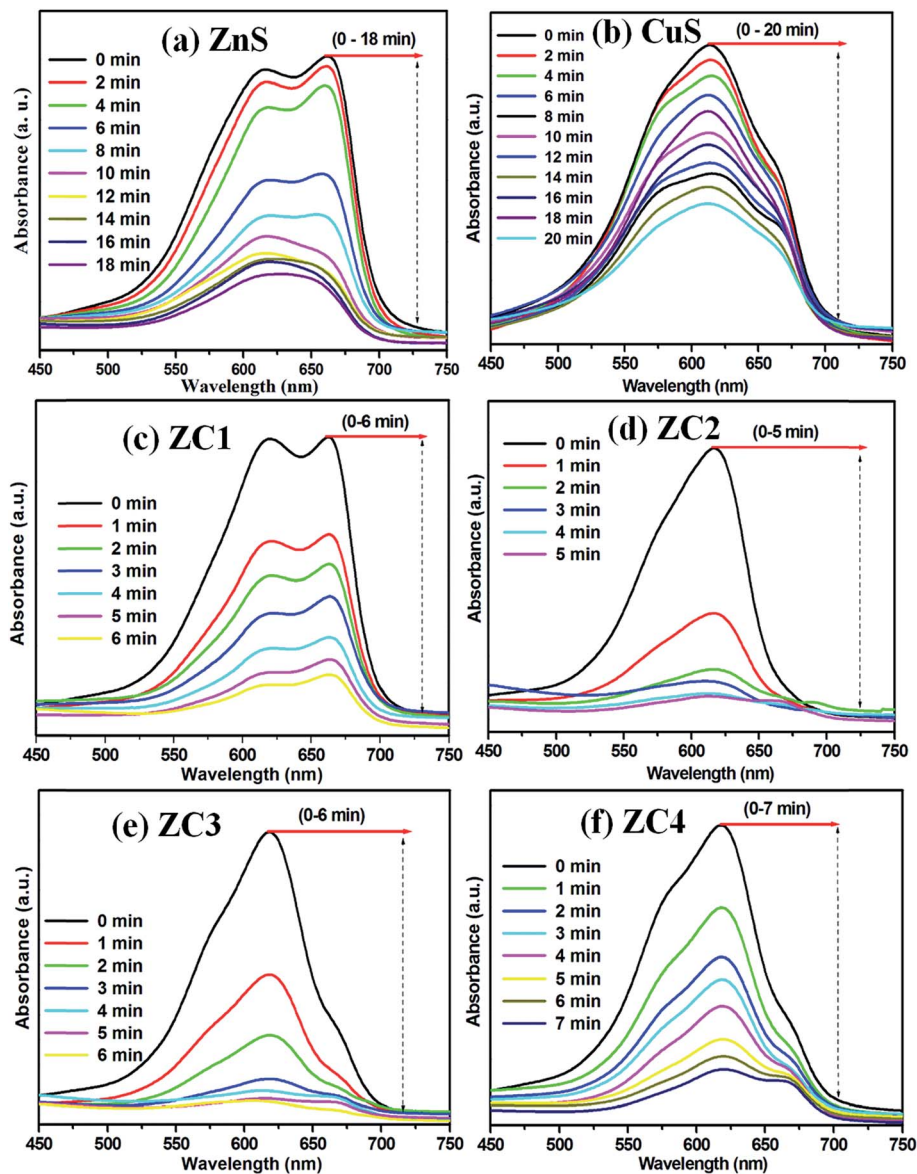 (a) ZnS
(0 - 18 min)
0 min
2 min
4 min
6 min
8 min
10 min
12 min
14 min
16 min
18 min
Absorbance (a. u.)
450 500 550 600 650 700 750
Wavelength (nm)
(b) CuS
(0 - 20 min)
0 min
2 min
4 min
6 min
8 min
10 min
12 min
14 min
16 min
18 min
20 min
Absorbance (a.u.)
450 500 550 600 650 700 750
Wavelength (nm)
(c) ZC1
(0-6 min)
0 min
1 min
2 min
3 min
4 min
5 min
6 min
Absorbance (a.u.)
450 500 550 600 650 700 750
Wavelength (nm)
(d) ZC2
(0-5 min)
0 min
1 min
2 min
3 min
4 min
5 min
Absorbance (a.u.)
450 500 550 600 650 700 750
Wavelength (nm)
(e) ZC3
(0-6 min)
0 min
1 min
2 min
3 min
4 min
5 min
6 min
Absorbance (a.u.)
450 500 550 600 650 700 750
Wavelength (nm)
(f) ZC4
(0-7 min)
0 min
1 min
2 min
3 min
4 min
5 min
6 min
7 min
Absorbance (a.u.)
450 500 550 600 650 700 750
Wavelength (nm)